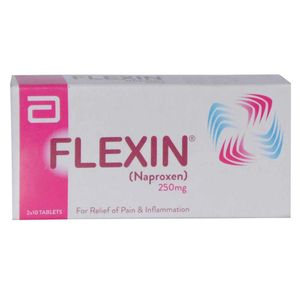 FLEXIN®
(Naproxen)
250mg
2x10 TABLETS
For Relief of Pain & Inflammation